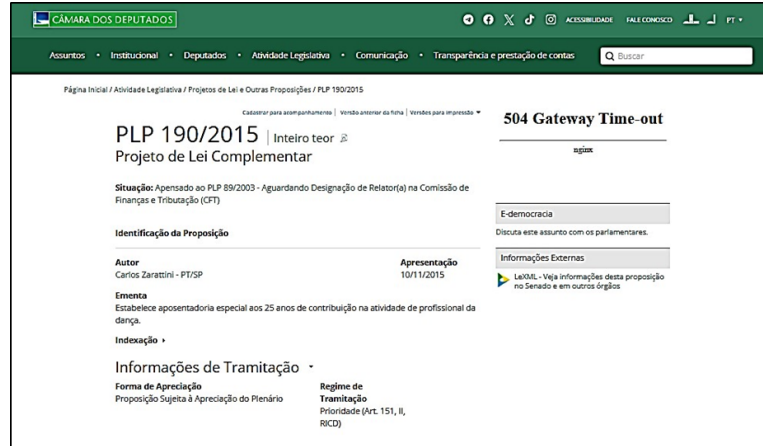 CÂMARA DOS DEPUTADOS
ACESSIBILIDADE FALE CONOSCO PT
Assuntos • Institucional • Deputados • Atividade Legislativa • Comunicação • Transparência e prestação de contas
Buscar
Página Inicial / Atividade Legislativa / Projetos de Lei e Outras Proposições / PLP 190/2015
Cadastrar para acompanhamento | Versão anterior da ficha | Versões para impressão
PLP 190/2015 | Inteiro teor
Projeto de Lei Complementar
Situação: Apensado ao PLP 89/2003 - Aguardando Designação de Relator(a) na Comissão de
Finanças e Tributação (CFT)
Identificação da Proposição
Autor
Carlos Zarattini - PT/SP
Apresentação
10/11/2015
Ementa
Estabelece aposentadoria especial aos 25 anos de contribuição na atividade de profissional da
dança.
Indexação
Informações de Tramitação
Forma de Apreciação
Proposição Sujeita à Apreciação do Plenário
Regime de
Tramitação
Prioridade (Art. 151, II,
RICD)
504 Gateway Time-out
nginx
E-democracia
Discuta este assunto com os parlamentares.
Informações Externas
LeXML - Veja informações desta proposição
no Senado e em outros órgãos